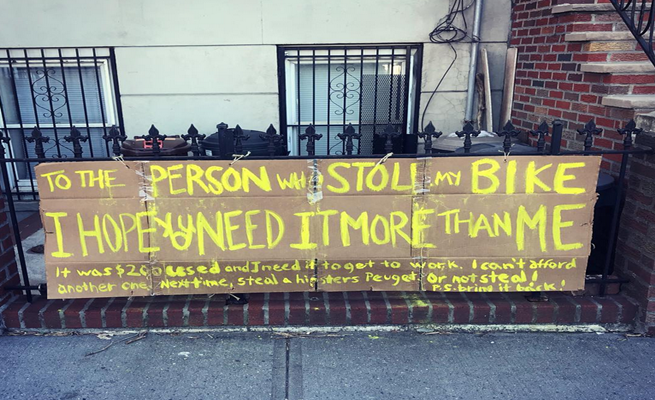 TO THE PERSON WHO STOLE MY BIKE
I HOPE YOU NEED IT MORE THAN ME
It was $200 used and I need it to get to work. I can't afford
another one. Next time, steal a hipsters Peuget. Or not steal!
P.S. bring it back!